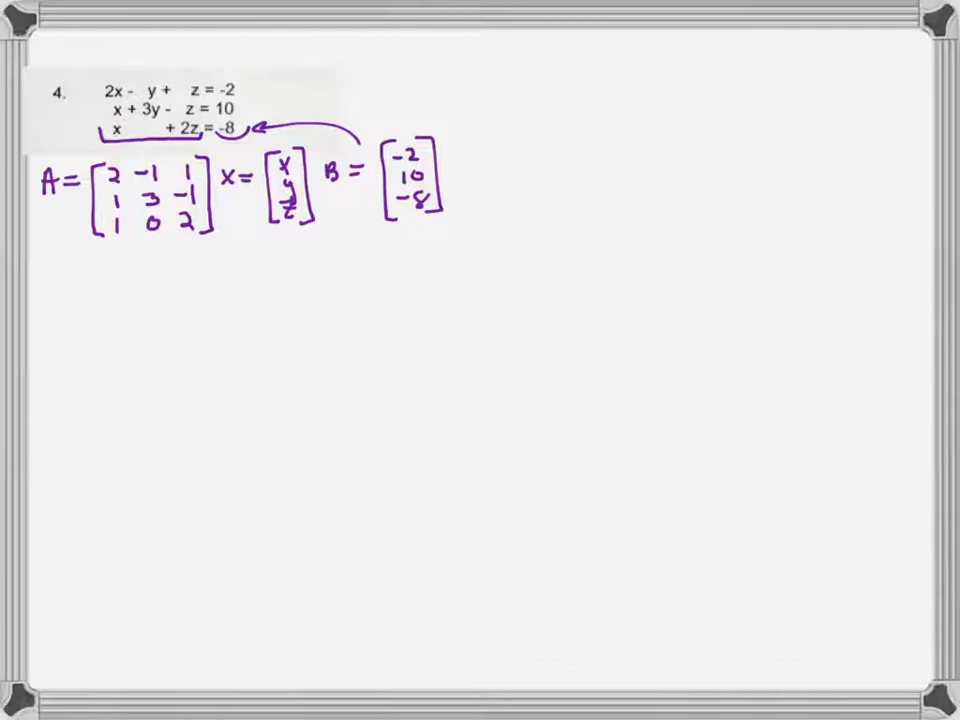 4. 2x - y + z = -2
x + 3y - z = 10
x + 2z = -8
A = [2 -1 1 X = [x B = [-2
1 3 -1 y 10
1 0 2] z] -8]